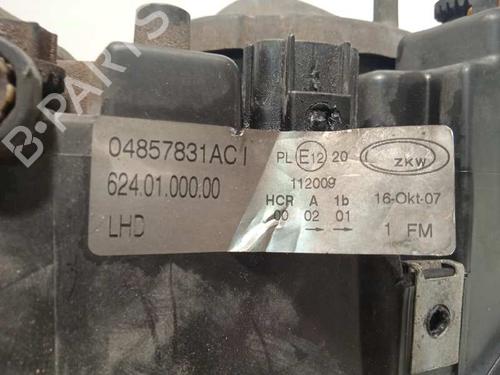 04857831AC I
624.01.000.00
LHD
PL E12 20
112009
HCR A 1b
00 02 01
→ →
ZKW
16-Okt-07
1 FM